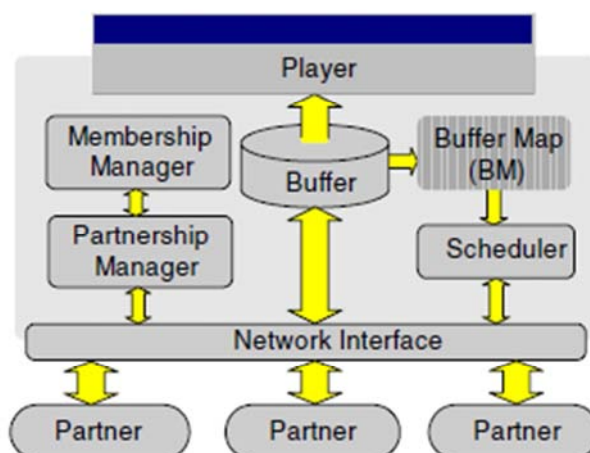 Player
Membership
Manager
Buffer
Buffer Map
(BM)
Partnership
Manager
Scheduler
Network Interface
Partner
Partner
Partner